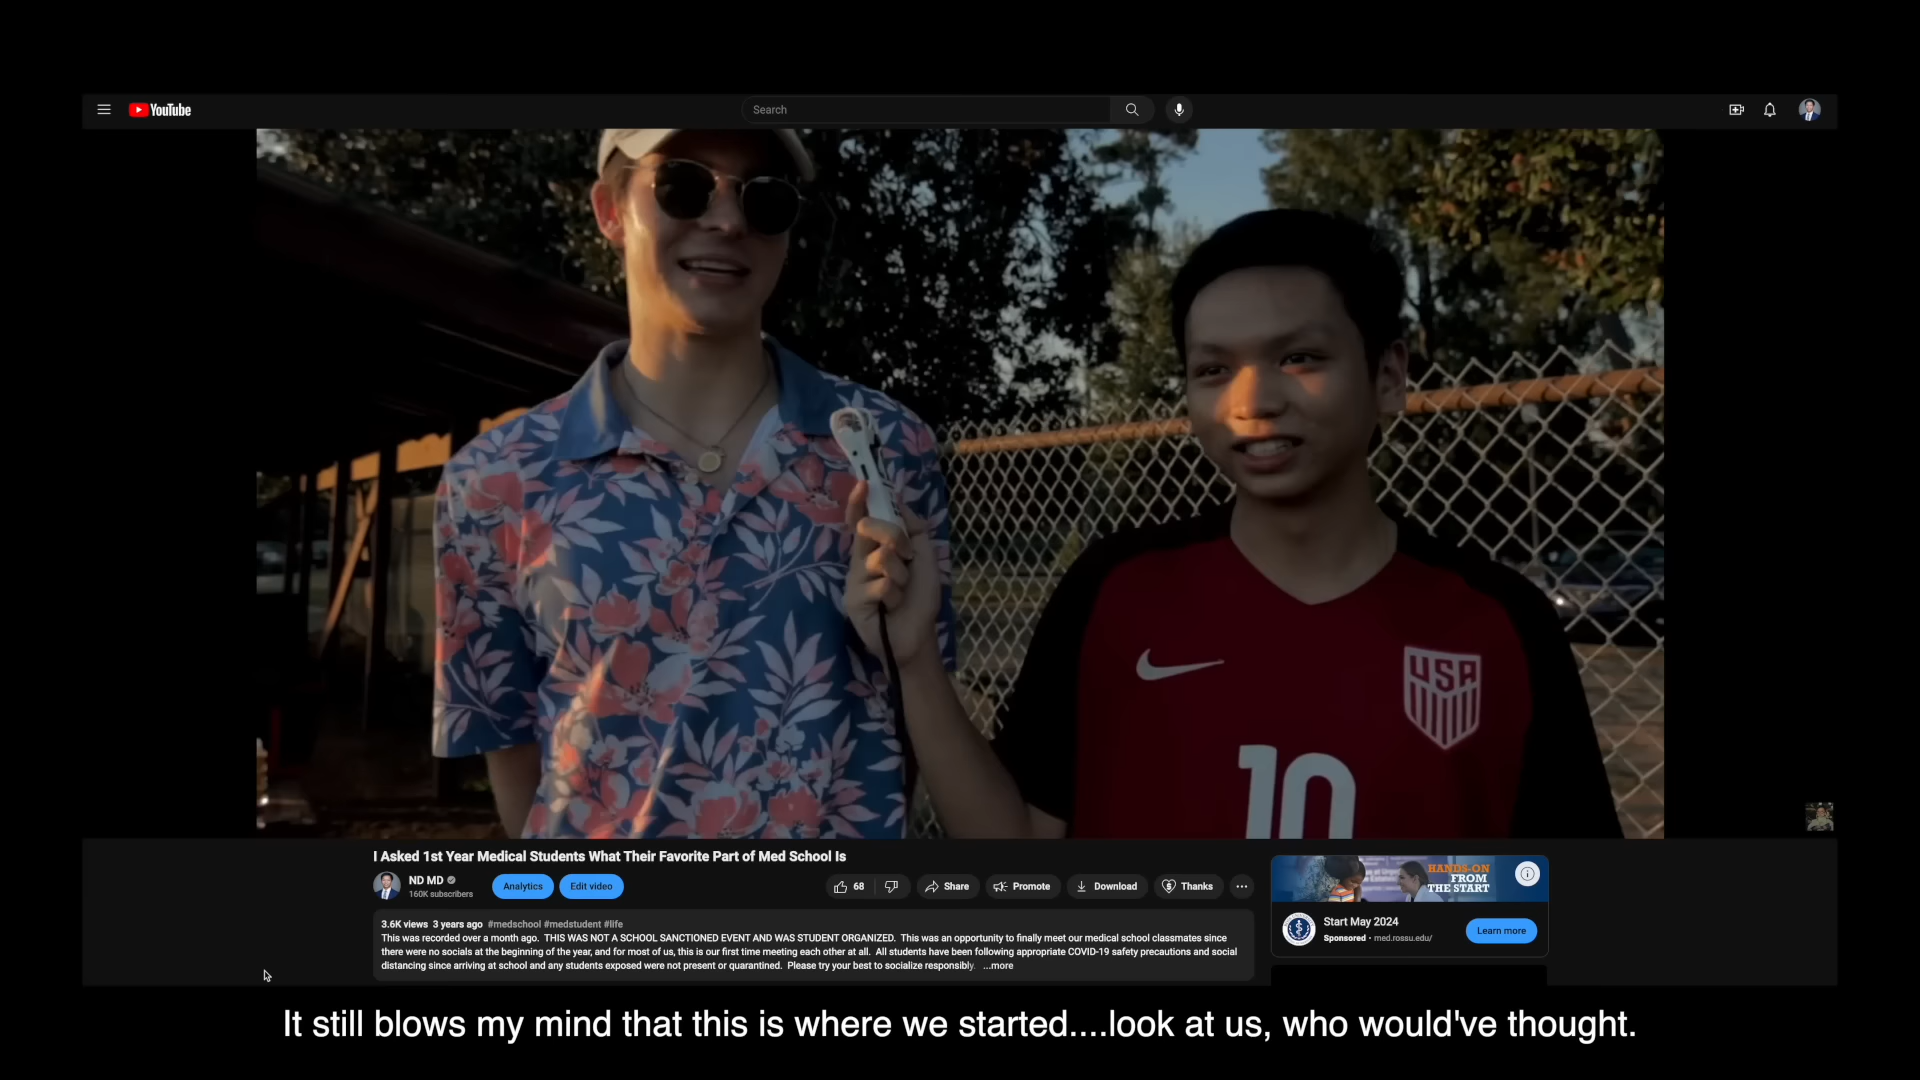 YouTube
Search
USA
10
I Asked 1st Year Medical Students What Their Favorite Part of Med School Is
ND MD
160K subscribers
Analytics
Edit video
68
Share
Promote
Download
Thanks
3.6K views 3 years ago #medschool #medstudent #life
This was recorded over a month ago. THIS WAS NOT A SCHOOL SANCTIONED EVENT AND WAS STUDENT ORGANIZED. This was an opportunity to finally meet our medical school classmates since
there were no socials at the beginning of the year, and for most of us, this is our first time meeting each other at all. All students have been following appropriate COVID-19 safety precautions and social
distancing since arriving at school and any students exposed were not present or quarantined. Please try your best to socialize responsibly. ...more
HANDS-ON
FROM
THE START
Start May 2024
Sponsored • med.rossu.edu/
Learn more
It still blows my mind that this is where we started....look at us, who would've thought.